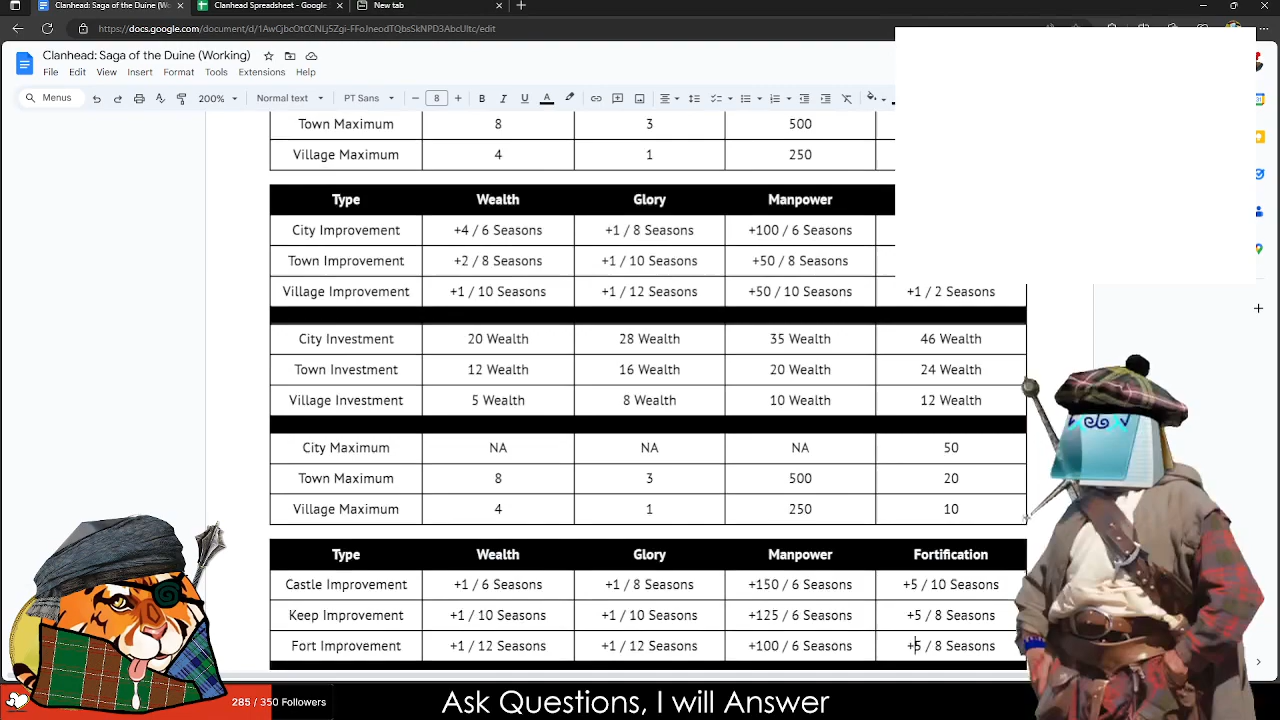 Clanhead: Saga of the Duine (W
Clanhead Spreadsheet - Google
New tab
https://docs.google.com/document/d/1AwCjbcOtCCNLj5Zgi-FFoJneodTQbsSkNPD3AbcUltc/edit
Clanhead: Saga of the Duine (Working)
File Edit View Insert Format Tools Extensions Help
Menus 200% Normal text PT Sans 8 B I U A
Town Maximum 8 3 500
Village Maximum 4 1 250
Type Wealth Glory Manpower
City Improvement +4 / 6 Seasons +1 / 8 Seasons +100 / 6 Seasons
Town Improvement +2 / 8 Seasons +1 / 10 Seasons +50 / 8 Seasons
Village Improvement +1 / 10 Seasons +1 / 12 Seasons +50 / 10 Seasons +1 / 2 Seasons
City Investment 20 Wealth 28 Wealth 35 Wealth 46 Wealth
Town Investment 12 Wealth 16 Wealth 20 Wealth 24 Wealth
Village Investment 5 Wealth 8 Wealth 10 Wealth 12 Wealth
City Maximum NA NA NA 50
Town Maximum 8 3 500 20
Village Maximum 4 1 250 10
Type Wealth Glory Manpower Fortification
Castle Improvement +1 / 6 Seasons +1 / 8 Seasons +150 / 6 Seasons +5 / 10 Seasons
Keep Improvement +1 / 10 Seasons +1 / 10 Seasons +125 / 6 Seasons +5 / 8 Seasons
Fort Improvement +1 / 12 Seasons +1 / 12 Seasons +100 / 6 Seasons +5 / 8 Seasons
285 / 350 Followers
Ask Questions, I will Answer